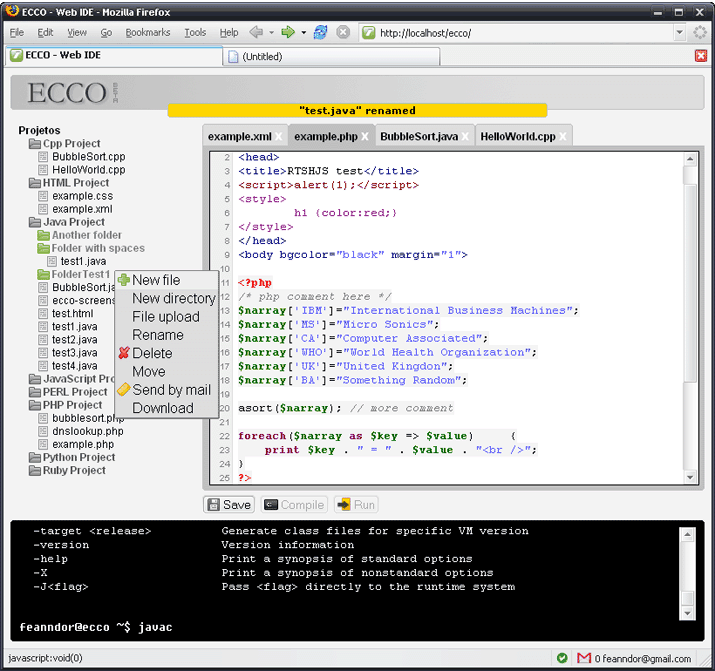 ECCO - Web IDE - Mozilla Firefox
File Edit View Go Bookmarks Tools Help http://localhost/ecco/
ECCO - Web IDE (Untitled)
ECCO
"test.java" renamed
Projetos
Cpp Project
BubbleSort.cpp
HelloWorld.cpp
HTML Project
example.css
example.xml
Java Project
Another folder
Folder with spaces
test1.java
FolderTest1
BubbleSort.ja
ecco-screens
test.html
test1.java
test2.java
test3.java
test4.java
JavaScript Pro
PERL Project
PHP Project
bubblesort.php
dnslookup.php
example.php
Python Project
Ruby Project
New file
New directory
File upload
Rename
Delete
Move
Send by mail
Download
example.xml x example.php x BubbleSort.java x HelloWorld.cpp x
2 <head>
3 <title>RTSHJS test</title>
4 <script>alert(1);</script>
5 <style>
6 h1 {color:red;}
7 </style>
8 </head>
9 <body bgcolor="black" margin="1">
10
11 <?php
12 /* php comment here */
13 $narray['IBM']="International Business Machines";
14 $narray['MS']="Micro Sonics";
15 $narray['CA']="Computer Associated";
16 $narray['WHO']="World Health Organization";
17 $narray['UK']="United Kingdon";
18 $narray['BA']="Something Random";
19
20 asort($narray); // more comment
21
22 foreach($narray as $key => $value) {
23 print $key . " = " . $value . "<br />";
24 }
25 ?>
Save Compile Run
-target <release> Generate class files for specific VM version
-version Version information
-help Print a synopsis of standard options
-X Print a synopsis of nonstandard options
-J<flag> Pass <flag> directly to the runtime system
feanndor@ecco ~$ javac
javascript:void(0) 0 feanndor@gmail.com